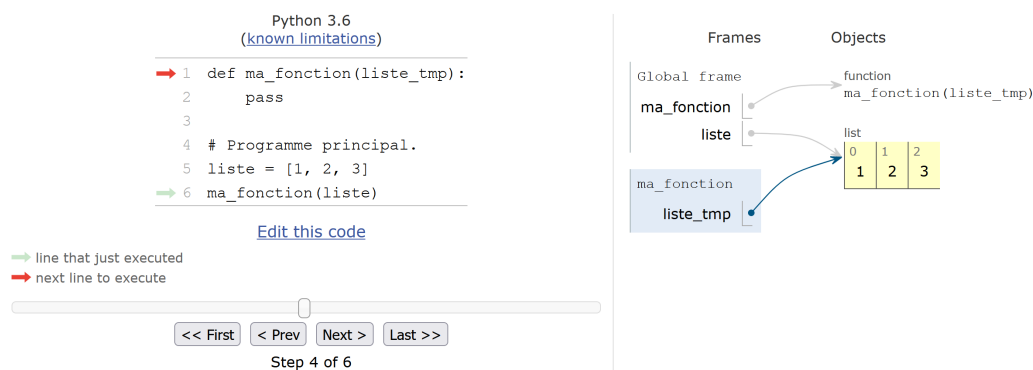 Python 3.6
(known limitations)
1 def ma_fonction(liste_tmp):
2     pass
3
4 # Programme principal.
5 liste = [1, 2, 3]
6 ma_fonction(liste)
Edit this code
line that just executed
next line to execute
<< First < Prev Next > Last >>
Step 4 of 6
Frames Objects
Global frame
ma_fonction
liste
function
ma_fonction(liste_tmp)
list
0 1 2
1 2 3
ma_fonction
liste_tmp